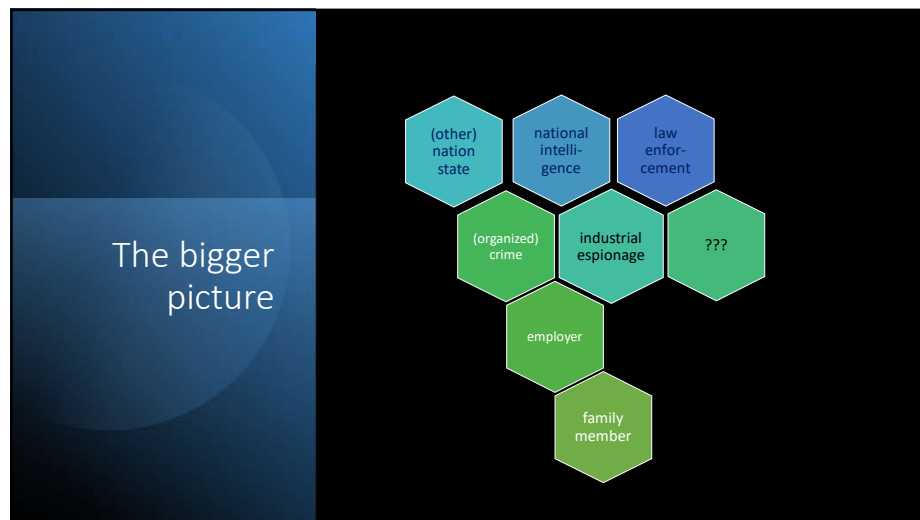 The bigger
picture
(other)
nation
state
national
intelli-
gence
law
enfor-
cement
(organized)
crime
industrial
espionage
???
employer
family
member